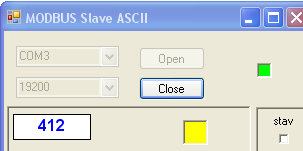 MODBUS Slave ASCII
COM3
Open
19200
Close
412
stav